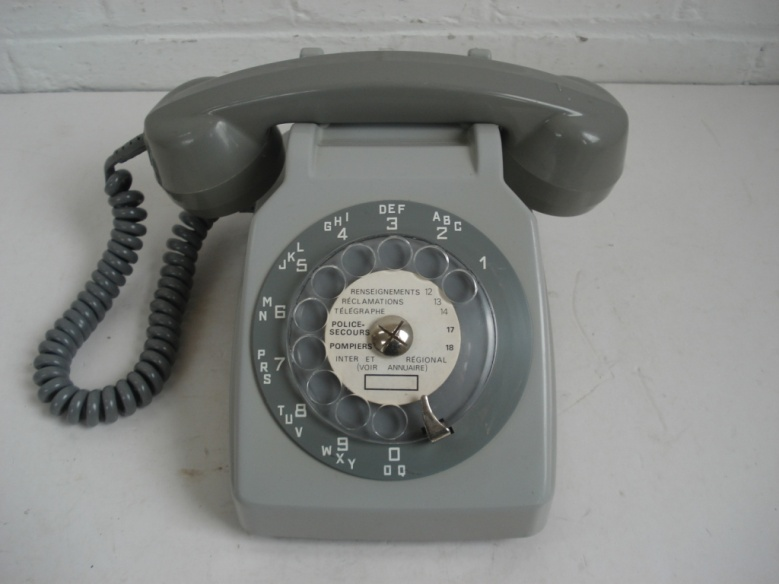 GHI DEF ABC
4 3 2 1
JKL
5
MN 6
PRS 7
TUV 8
WXY 9
0
OQ
RENSEIGNEMENTS 12
RÉCLAMATIONS 13
TÉLÉGRAPHE 14
POLICE-
SECOURS 17
POMPIERS 18
INTER ET RÉGIONAL
(VOIR ANNUAIRE)